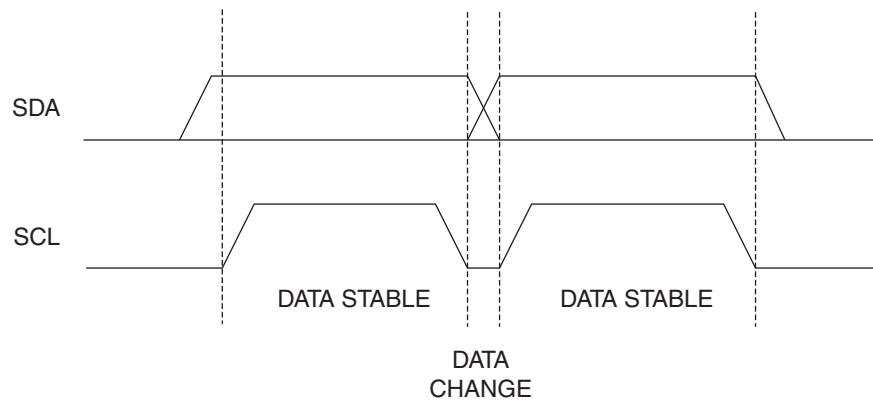 SDA
SCL
DATA STABLE
DATA STABLE
DATA
CHANGE